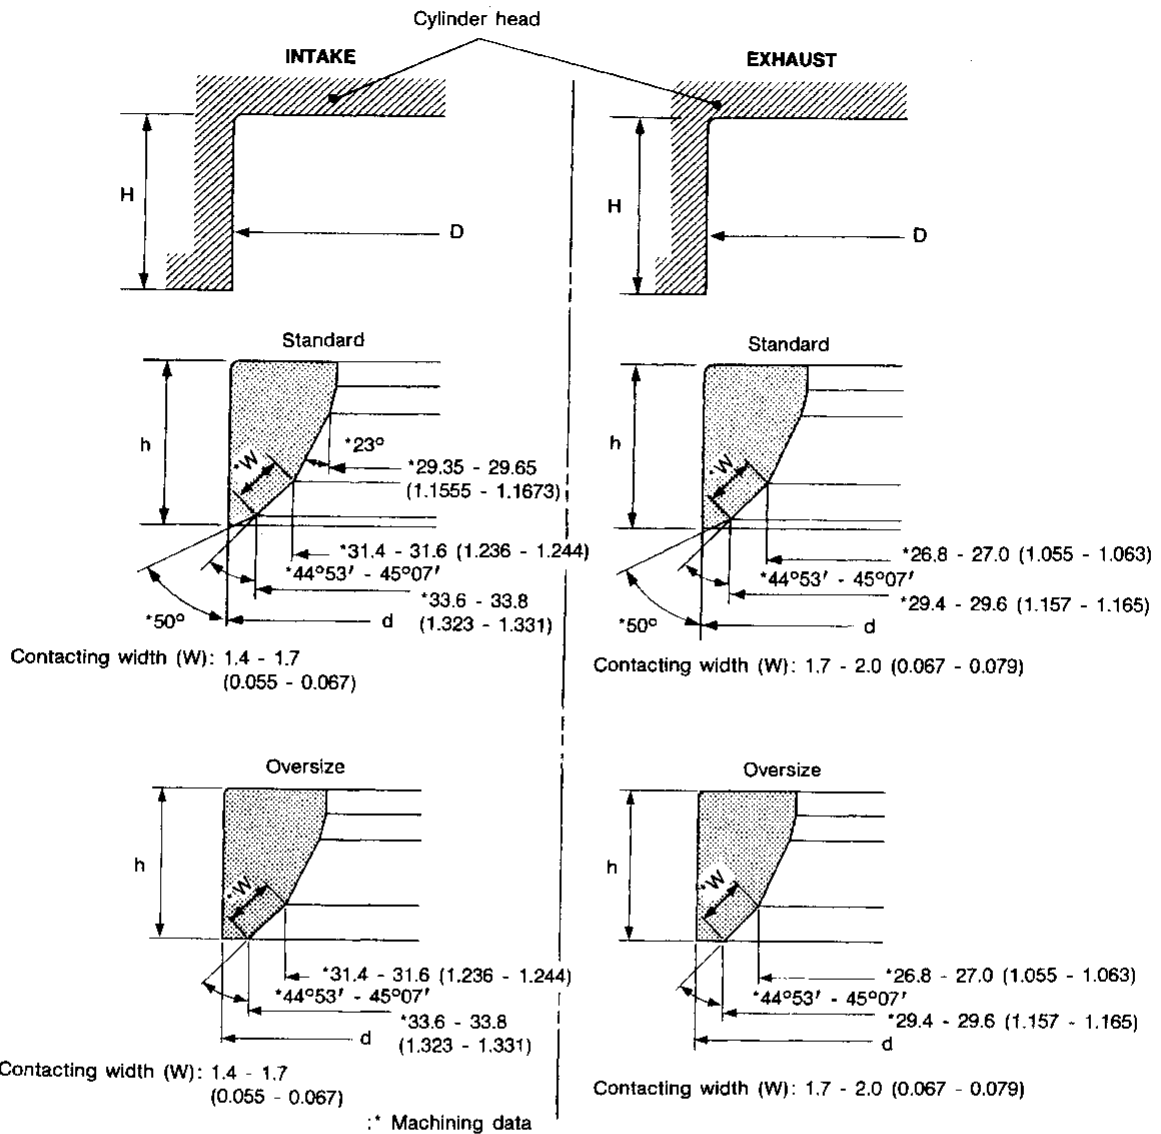 Cylinder head
INTAKE
EXHAUST
H
D
H
D
Standard
h
*W
*23°
*29.35 - 29.65
(1.1555 - 1.1673)
*31.4 - 31.6 (1.236 - 1.244)
*44°53' - 45°07'
*33.6 - 33.8
(1.323 - 1.331)
*50°
d
Contacting width (W): 1.4 - 1.7
(0.055 - 0.067)
Standard
h
*W
*26.8 - 27.0 (1.055 - 1.063)
*44°53' - 45°07'
*29.4 - 29.6 (1.157 - 1.165)
*50°
d
Contacting width (W): 1.7 - 2.0 (0.067 - 0.079)
Oversize
h
*W
*31.4 - 31.6 (1.236 - 1.244)
*44°53' - 45°07'
*33.6 - 33.8
(1.323 - 1.331)
d
Contacting width (W): 1.4 - 1.7
(0.055 - 0.067)
Oversize
h
*W
*26.8 - 27.0 (1.055 - 1.063)
*44°53' - 45°07'
*29.4 - 29.6 (1.157 - 1.165)
d
Contacting width (W): 1.7 - 2.0 (0.067 - 0.079)
:* Machining data